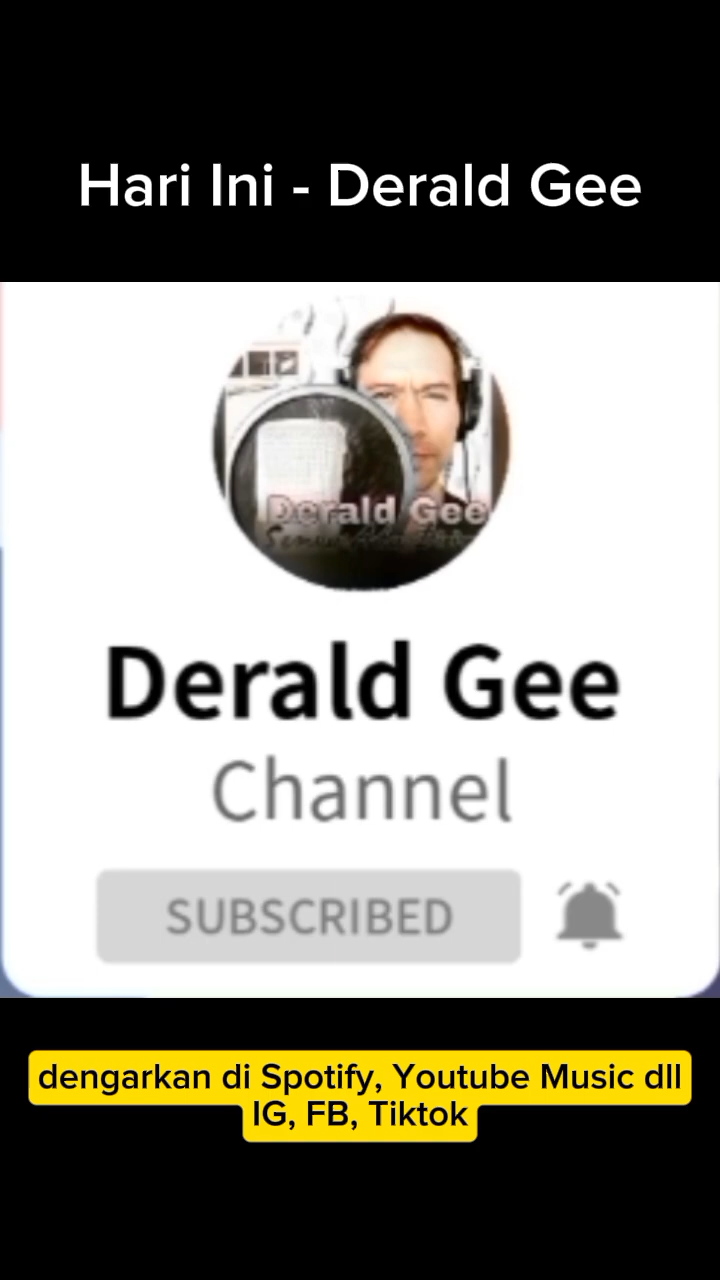 Hari Ini - Derald Gee
Derald Gee
Derald Gee
Channel
SUBSCRIBED
dengarkan di Spotify, Youtube Music dll
IG, FB, Tiktok